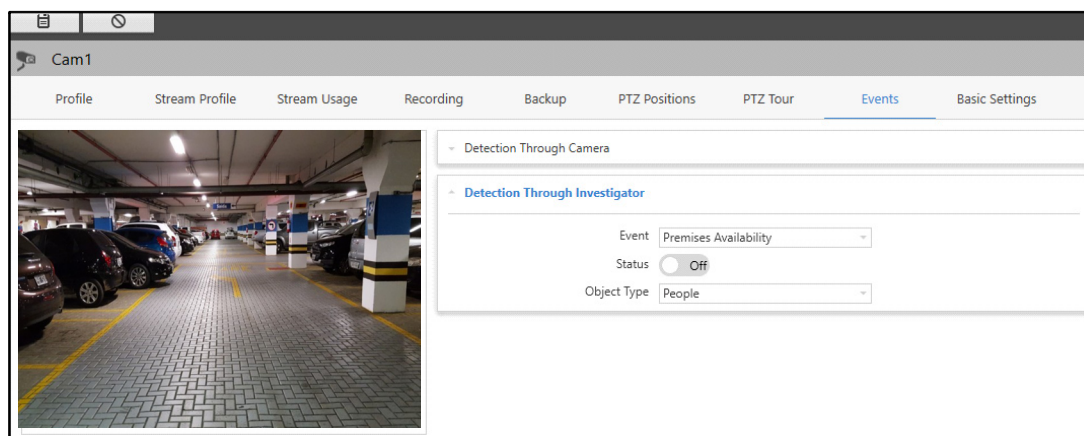 Cam1
Profile Stream Profile Stream Usage Recording Backup PTZ Positions PTZ Tour Events Basic Settings
Detection Through Camera
Detection Through Investigator
Event Premises Availability
Status Off
Object Type People